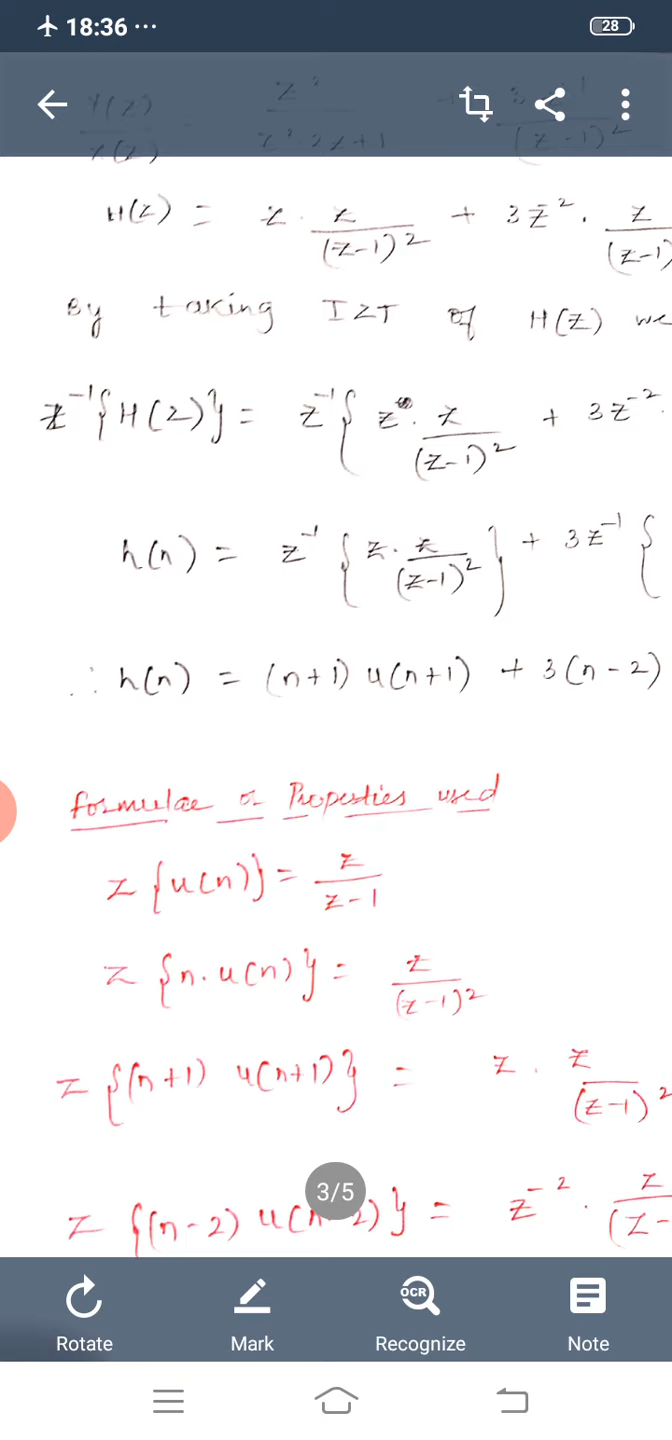 18:36 ...
28
H(z) = z · z/(z-1)² + 3z⁻² · z/(z-1)
By taking IZT of H(z) we
z⁻¹{H(z)} = z⁻¹{ z · z/(z-1)² + 3z⁻² ·
h(n) = z⁻¹ { z · z/(z-1)² } + 3z⁻¹ {
∴ h(n) = (n+1) u(n+1) + 3(n-2)
Formulae or Properties used
z {u(n)} = z/z-1
z {n.u(n)} = z/(z-1)²
z {(n+1) u(n+1)} = z . z/(z-1)²
3/5
z {(n-2) u(n-2)} = z⁻² . z/(z-
Rotate
Mark
OCR
Recognize
Note